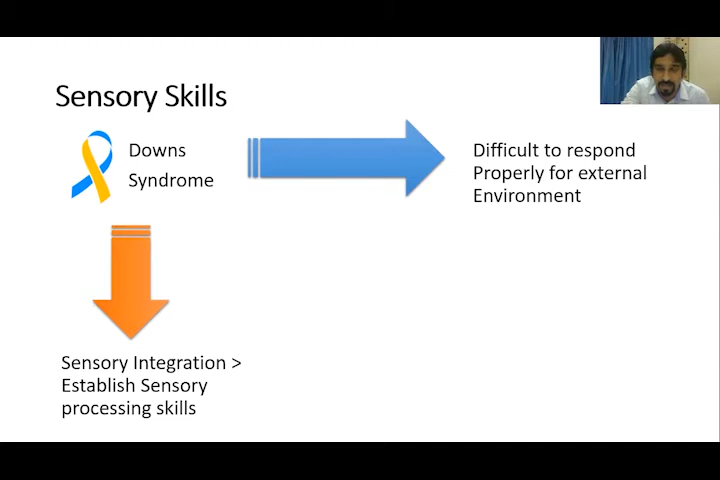 Sensory Skills
Downs
Syndrome
Difficult to respond
Properly for external
Environment
Sensory Integration >
Establish Sensory
processing skills